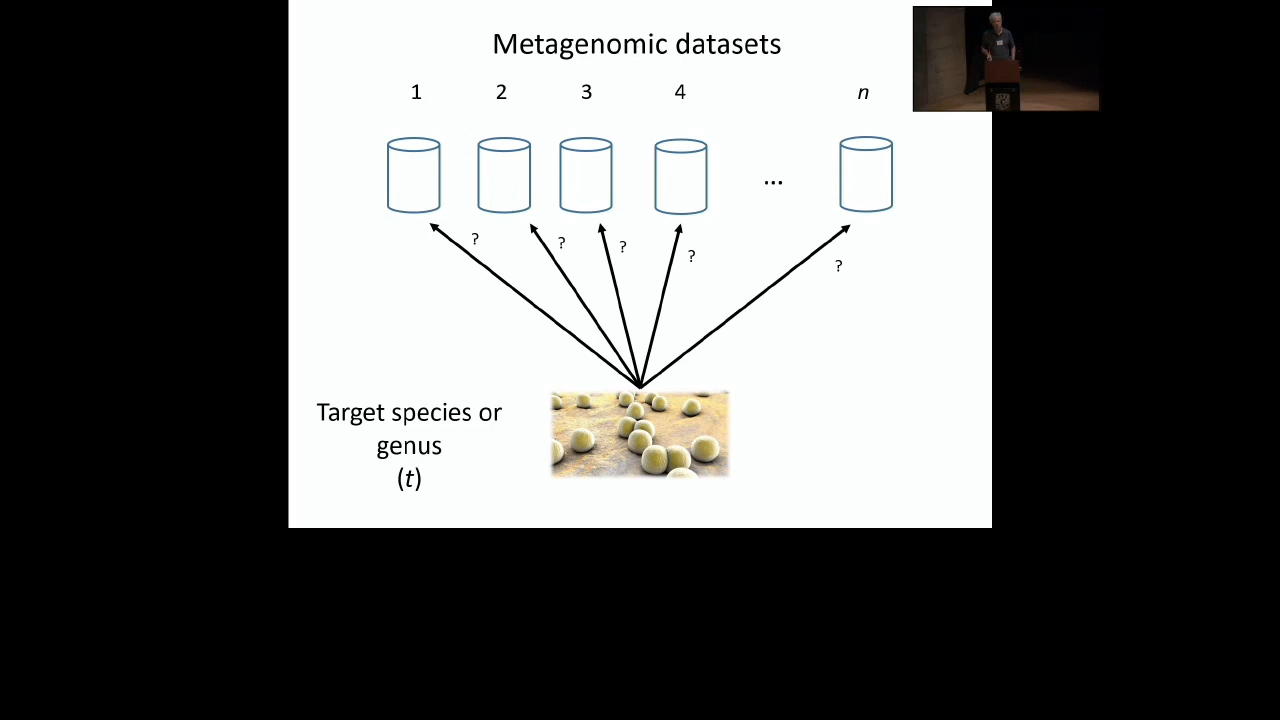 Metagenomic datasets
1 2 3 4 n
...
? ? ? ? ?
Target species or
genus
(t)